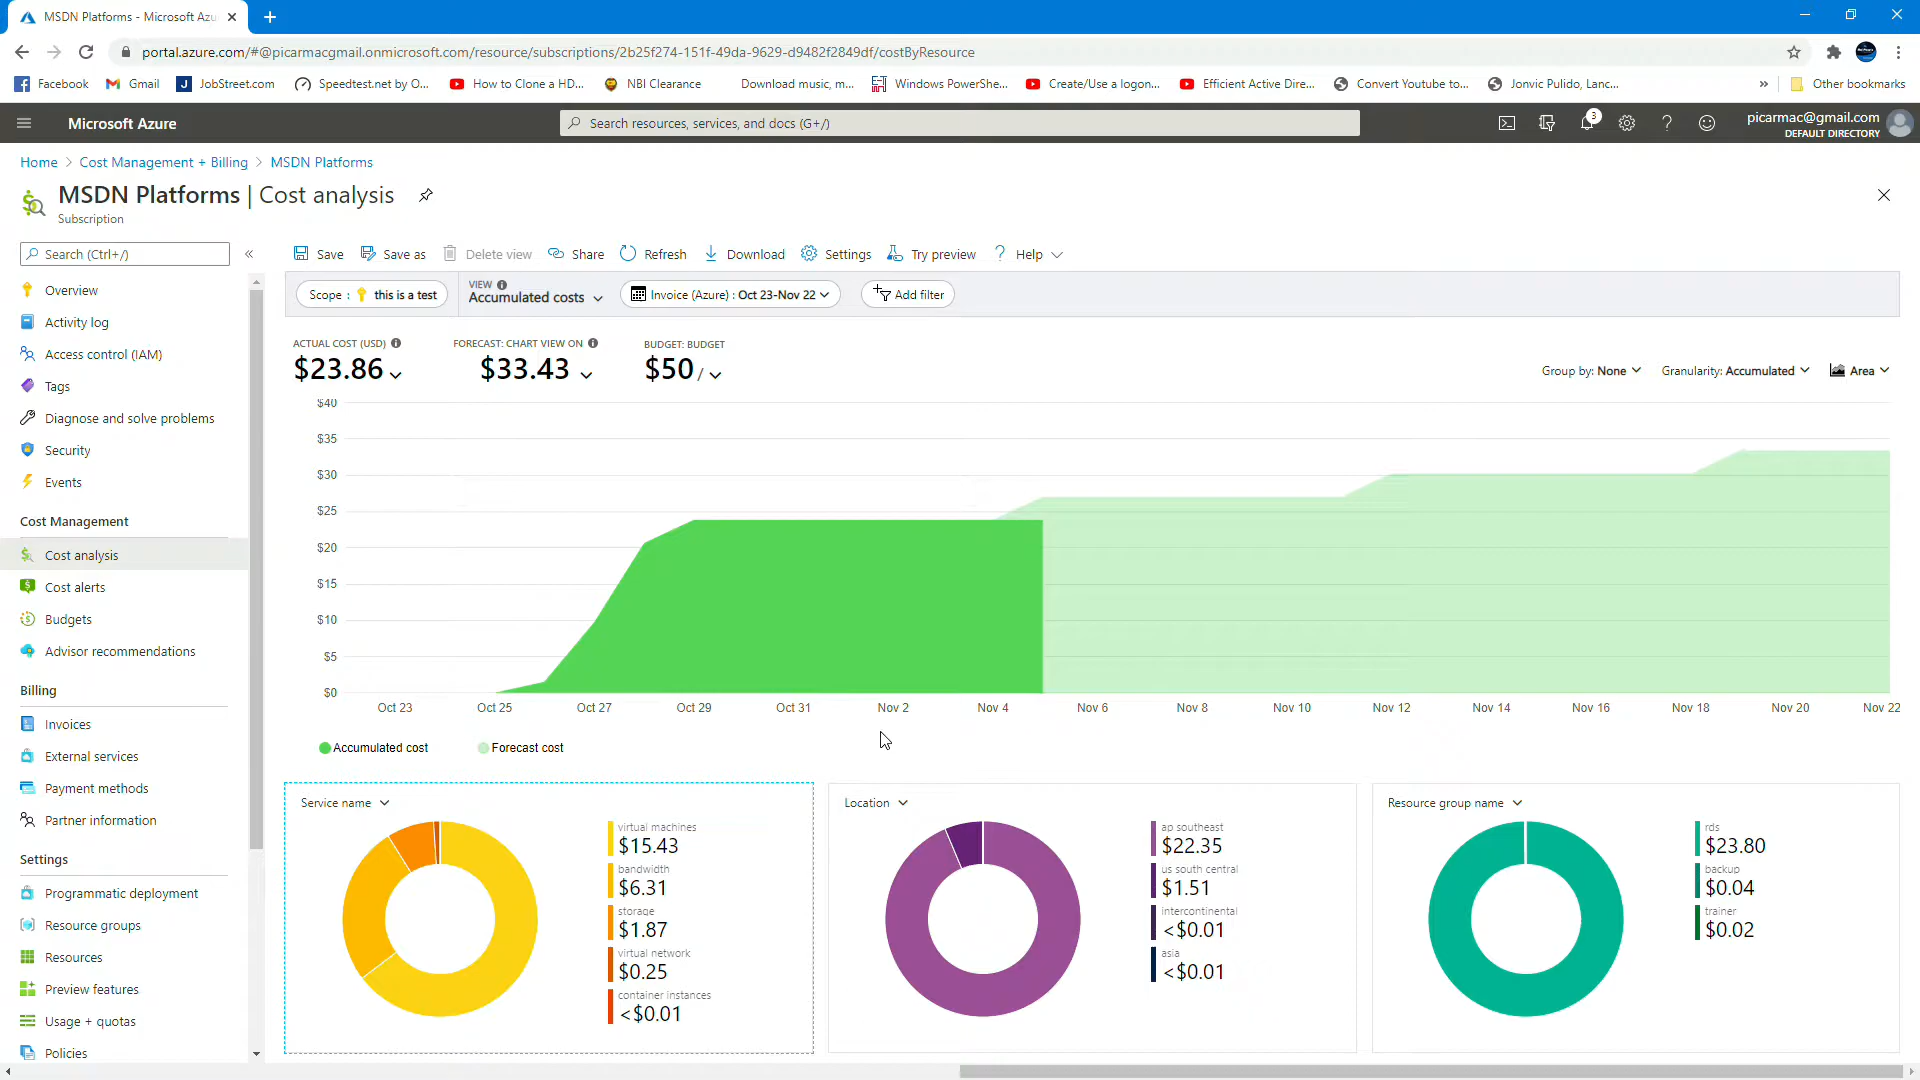 MSDN Platforms - Microsoft Azu
portal.azure.com/#@picarmacgmail.onmicrosoft.com/resource/subscriptions/2b25f274-151f-49da-9629-d9482f2849df/costByResource
Facebook Gmail JobStreet.com Speedtest.net by O... How to Clone a HD... NBI Clearance Download music, m... Windows PowerShe... Create/Use a logon... Efficient Active Dire... Convert Youtube to... Jonvic Pulido, Lanc... » Other bookmarks
Microsoft Azure
Search resources, services, and docs (G+/)
3
picarmac@gmail.com
DEFAULT DIRECTORY
Home > Cost Management + Billing > MSDN Platforms
MSDN Platforms | Cost analysis
Subscription
Search (Ctrl+/)
«
Overview
Activity log
Access control (IAM)
Tags
Diagnose and solve problems
Security
Events
Cost Management
Cost analysis
Cost alerts
Budgets
Advisor recommendations
Billing
Invoices
External services
Payment methods
Partner information
Settings
Programmatic deployment
Resource groups
Resources
Preview features
Usage + quotas
Policies
Save Save as Delete view Share Refresh Download Settings Try preview ? Help
Scope : this is a test
VIEW
Accumulated costs
Invoice (Azure) : Oct 23-Nov 22
Add filter
ACTUAL COST (USD)
$23.86
FORECAST: CHART VIEW ON
$33.43
BUDGET: BUDGET
$50 /
Group by: None
Granularity: Accumulated
Area
$40
$35
$30
$25
$20
$15
$10
$5
$0
Oct 23 Oct 25 Oct 27 Oct 29 Oct 31 Nov 2 Nov 4 Nov 6 Nov 8 Nov 10 Nov 12 Nov 14 Nov 16 Nov 18 Nov 20 Nov 22
Accumulated cost Forecast cost
Service name
virtual machines
$15.43
bandwidth
$6.31
storage
$1.87
virtual network
$0.25
container instances
<$0.01
Location
ap southeast
$22.35
us south central
$1.51
intercontinental
<$0.01
asia
<$0.01
Resource group name
rds
$23.80
backup
$0.04
trainer
$0.02